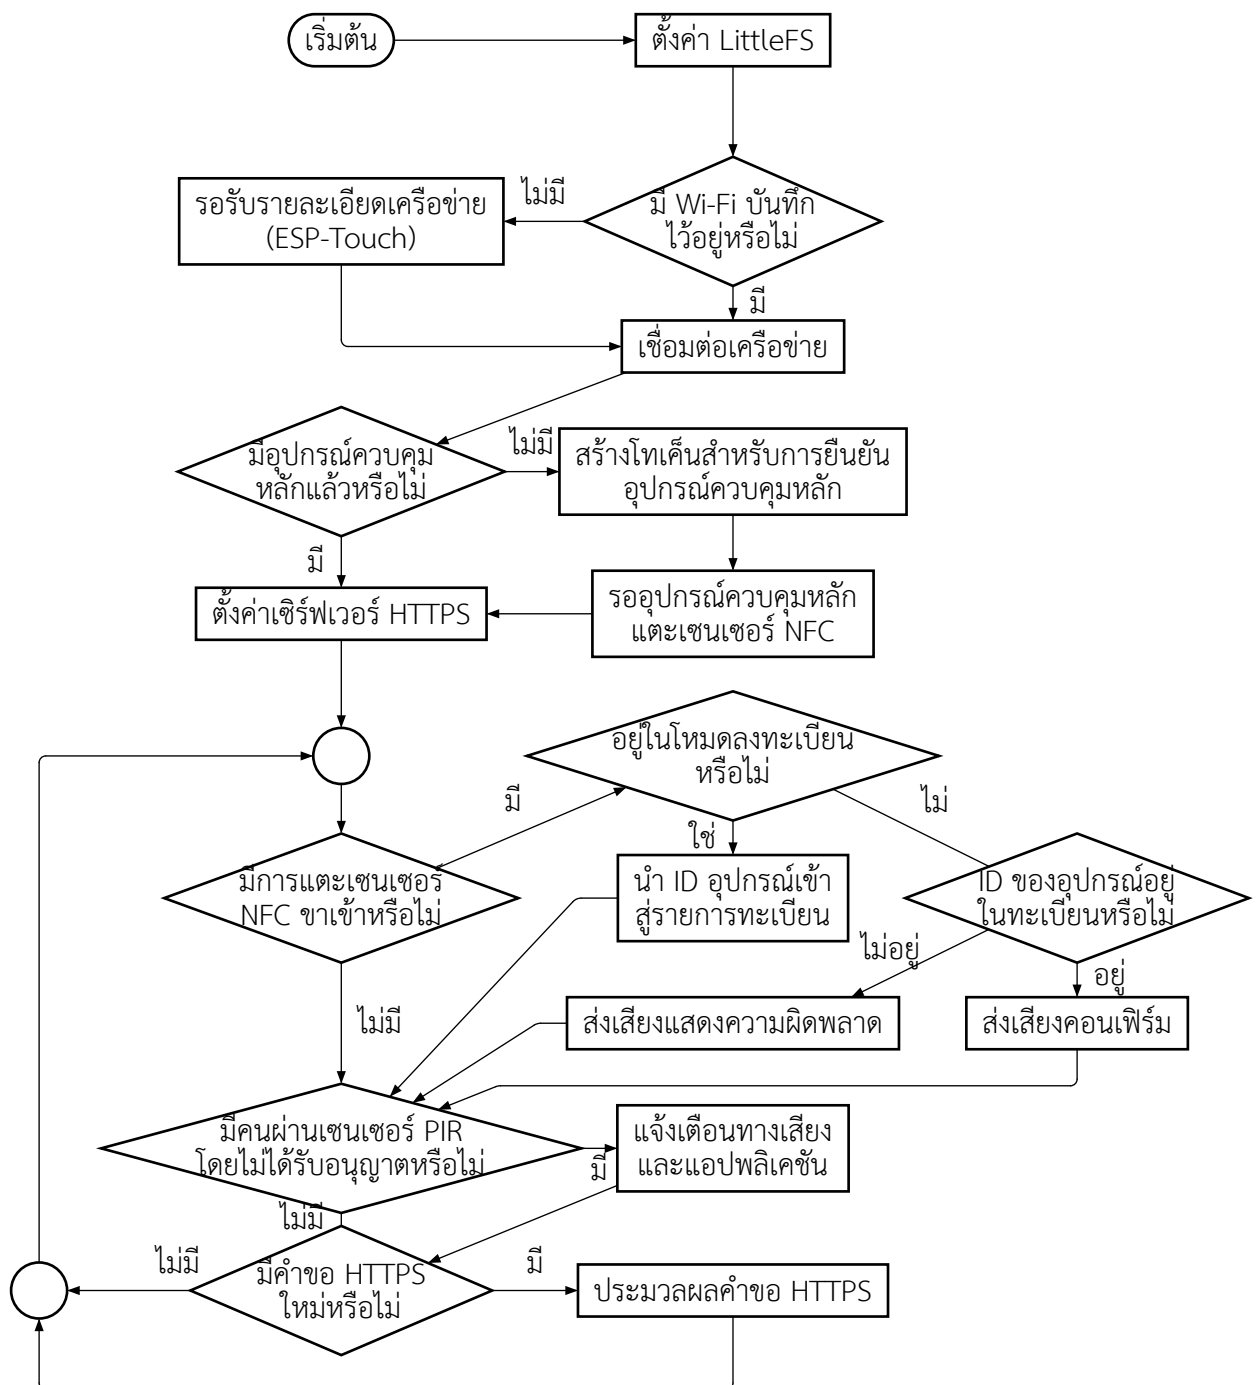 เริ่มต้น
ตั้งค่า LittleFS
มี Wi-Fi บันทึก
ไว้อยู่หรือไม่
ไม่มี
รอรับรายละเอียดเครือข่าย
(ESP-Touch)
มี
เชื่อมต่อเครือข่าย
มีอุปกรณ์ควบคุม
หลักแล้วหรือไม่
ไม่มี
สร้างโทเค็นสำหรับการยืนยัน
อุปกรณ์ควบคุมหลัก
มี
ตั้งค่าเซิร์ฟเวอร์ HTTPS
รออุปกรณ์ควบคุมหลัก
แตะเซนเซอร์ NFC
อยู่ในโหมดลงทะเบียน
หรือไม่
มี
ไม่
ใช่
มีการแตะเซนเซอร์
NFC ขาเข้าหรือไม่
นำ ID อุปกรณ์เข้า
สู่รายการทะเบียน
ID ของอุปกรณ์อยู่
ในทะเบียนหรือไม่
ไม่อยู่
อยู่
ไม่มี
ส่งเสียงแสดงความผิดพลาด
ส่งเสียงคอนเฟิร์ม
มีคนผ่านเซนเซอร์ PIR
โดยไม่ได้รับอนุญาตหรือไม่
มี
แจ้งเตือนทางเสียง
และแอปพลิเคชัน
ไม่มี
มีคำขอ HTTPS
ใหม่หรือไม่
ไม่มี
มี
ประมวลผลคำขอ HTTPS